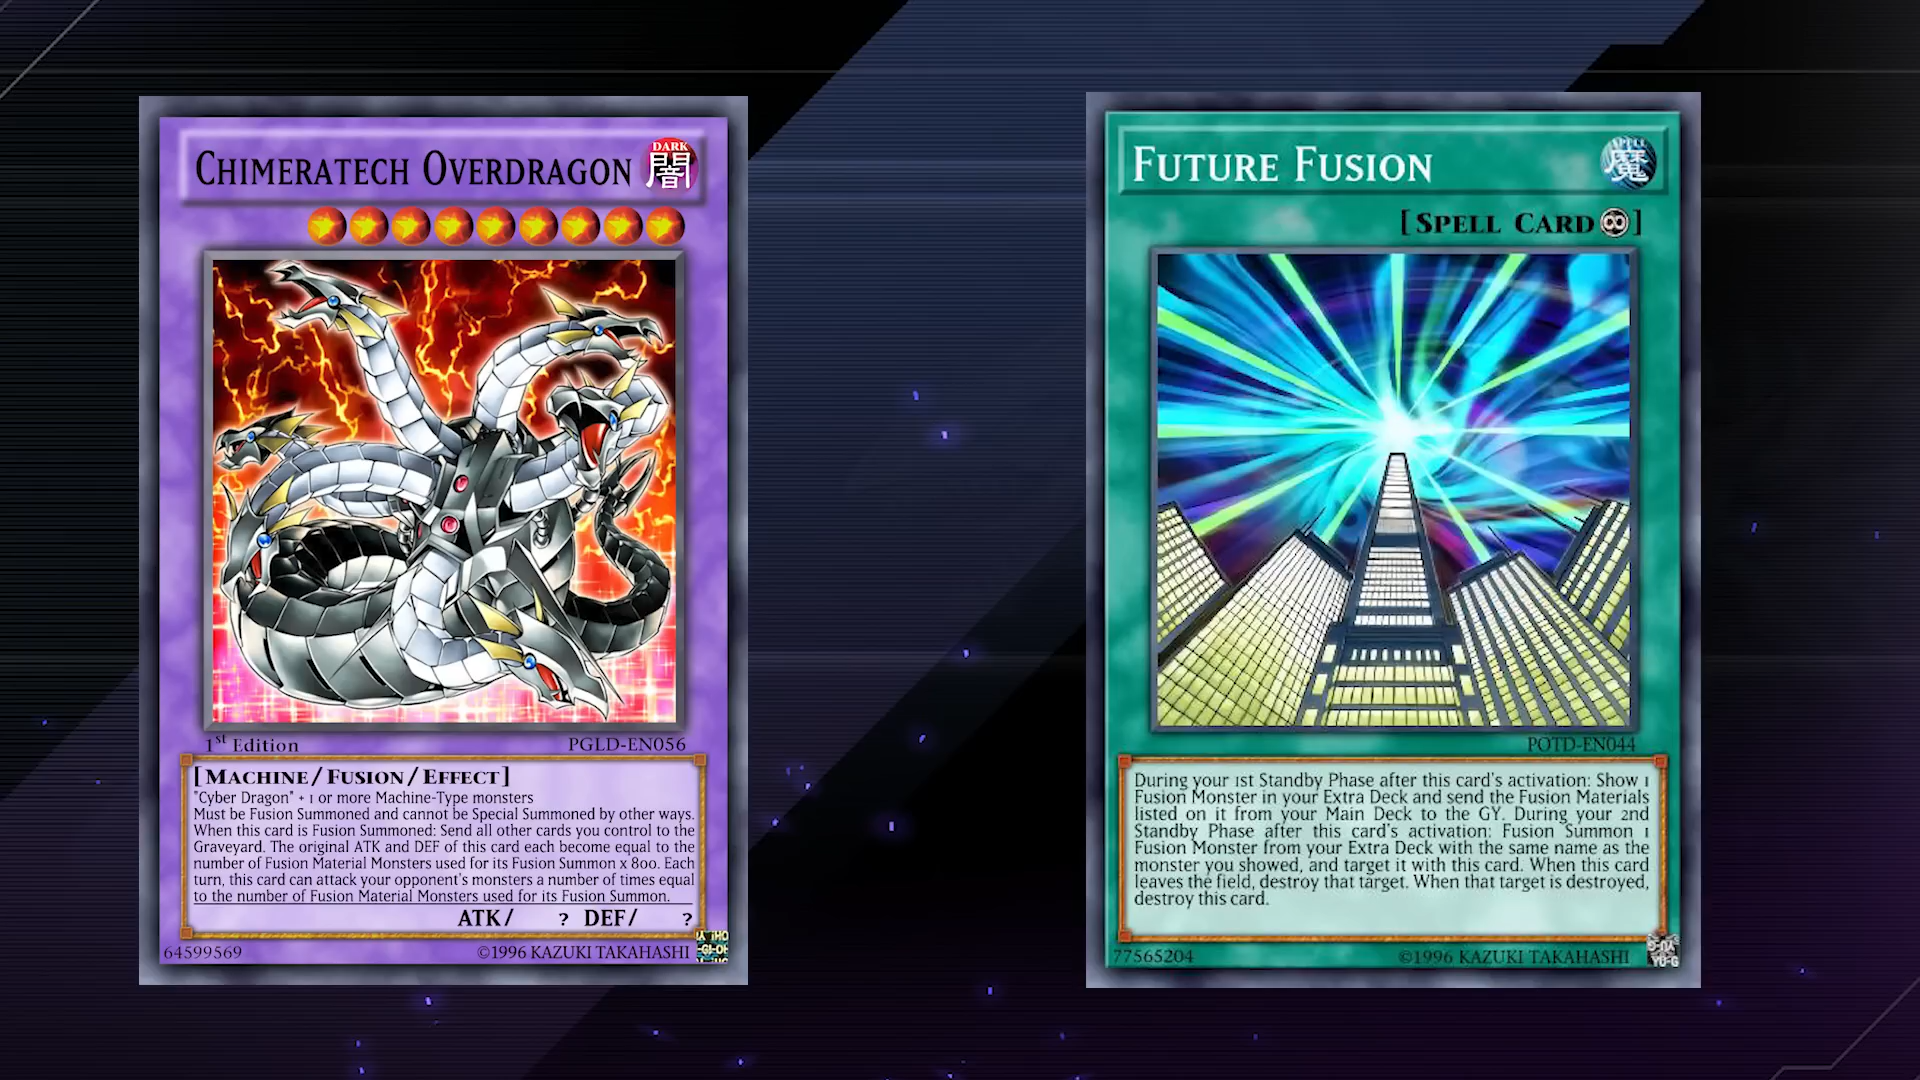 CHIMERATECH OVERDRAGON
DARK
闇
1st Edition
PGLD-EN056
[MACHINE/FUSION/EFFECT]
"Cyber Dragon" + 1 or more Machine-Type monsters
Must be Fusion Summoned and cannot be Special Summoned by other ways.
When this card is Fusion Summoned: Send all other cards you control to the
Graveyard. The original ATK and DEF of this card each become equal to the
number of Fusion Material Monsters used for its Fusion Summon x 800. Each
turn, this card can attack your opponent's monsters a number of times equal
to the number of Fusion Material Monsters used for its Fusion Summon.
ATK/ ? DEF/ ?
64599569
©1996 KAZUKI TAKAHASHI
FUTURE FUSION
SPELL
魔
[SPELL CARD]
POTD-EN044
During your 1st Standby Phase after this card's activation: Show 1
Fusion Monster in your Extra Deck and send the Fusion Materials
listed on it from your Main Deck to the GY. During your 2nd
Standby Phase after this card's activation: Fusion Summon 1
Fusion Monster from your Extra Deck with the same name as the
monster you showed, and target it with this card. When this card
leaves the field, destroy that target. When that target is destroyed,
destroy this card.
77565204
©1996 KAZUKI TAKAHASHI